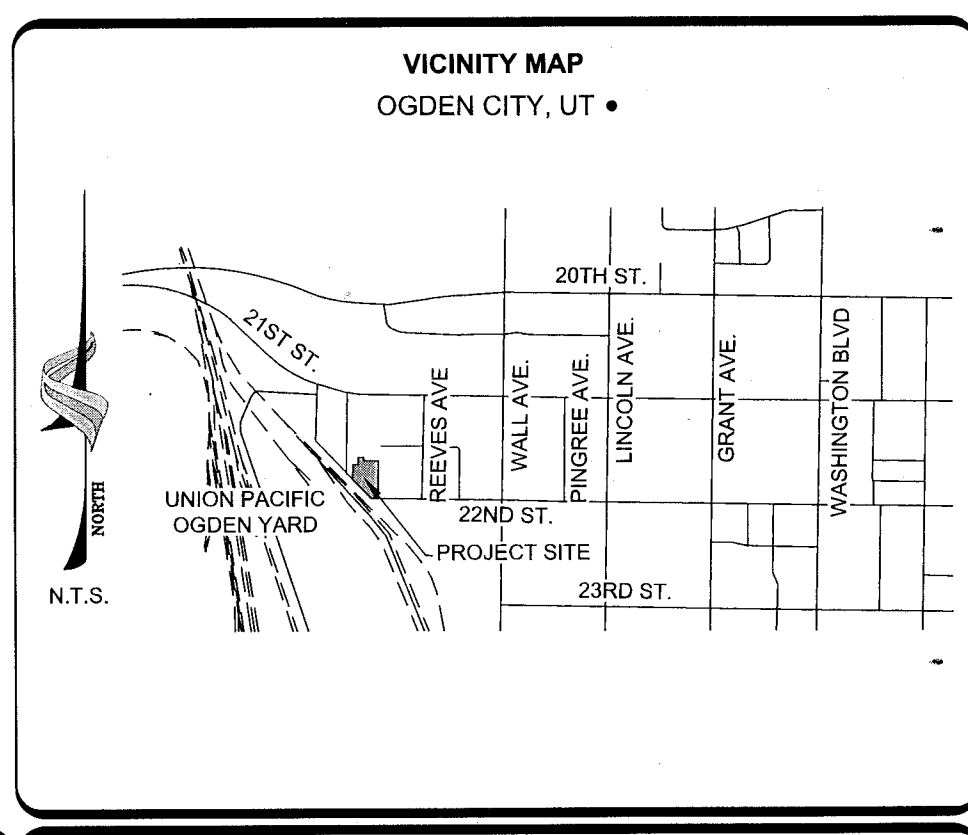 VICINITY MAP
OGDEN CITY, UT •
20TH ST.
21ST ST.
REEVES AVE
WALL AVE.
PINGREE AVE.
LINCOLN AVE.
GRANT AVE.
WASHINGTON BLVD
UNION PACIFIC
OGDEN YARD
22ND ST.
PROJECT SITE
23RD ST.
NORTH
N.T.S.